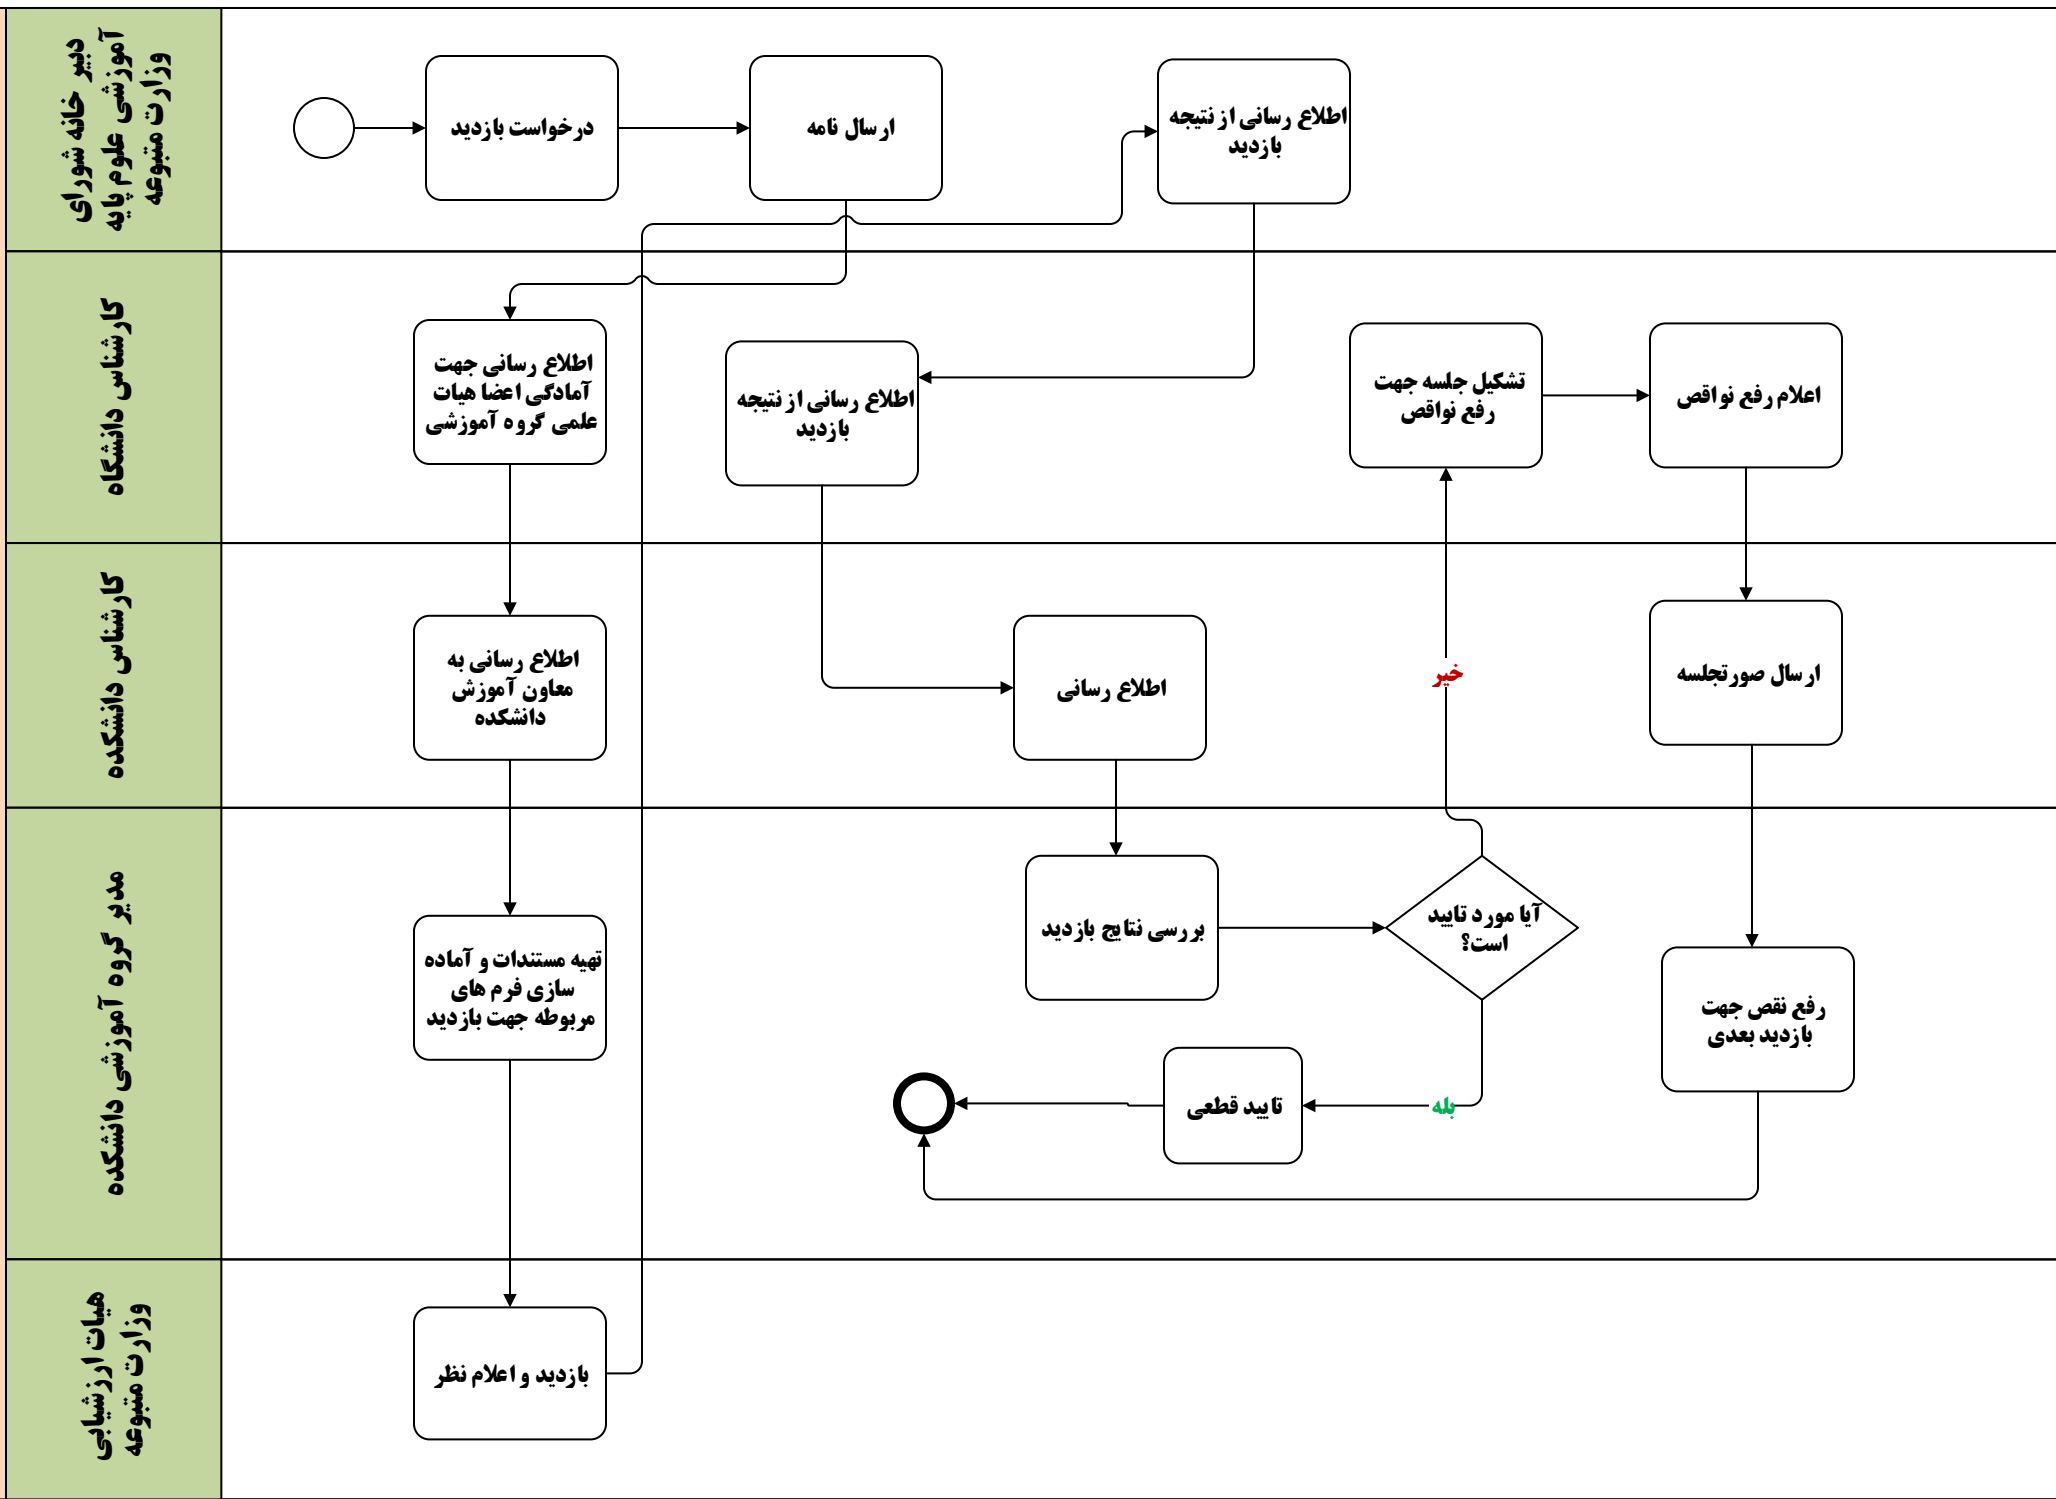 دبیر خانه شورای
آموزشی علوم پایه
وزارت متبوعه
درخواست بازدید
ارسال نامه
اطلاع رسانی از نتیجه
بازدید
کارشناس دانشگاه
اطلاع رسانی جهت
آمادگی اعضا هیات
علمی گروه آموزشی
اطلاع رسانی از نتیجه
بازدید
تشکیل جلسه جهت
رفع نواقص
اعلام رفع نواقص
کارشناس دانشکده
اطلاع رسانی به
معاون آموزش
دانشکده
اطلاع رسانی
خیر
ارسال صورتجلسه
مدیر گروه آموزشی دانشکده
تهیه مستندات و آماده
سازی فرم های
مربوطه جهت بازدید
بررسی نتایج بازدید
آیا مورد تایید
است؟
رفع نقص جهت
بازدید بعدی
تایید قطعی
بله
هیات ارزشیابی
وزارت متبوعه
بازدید و اعلام نظر